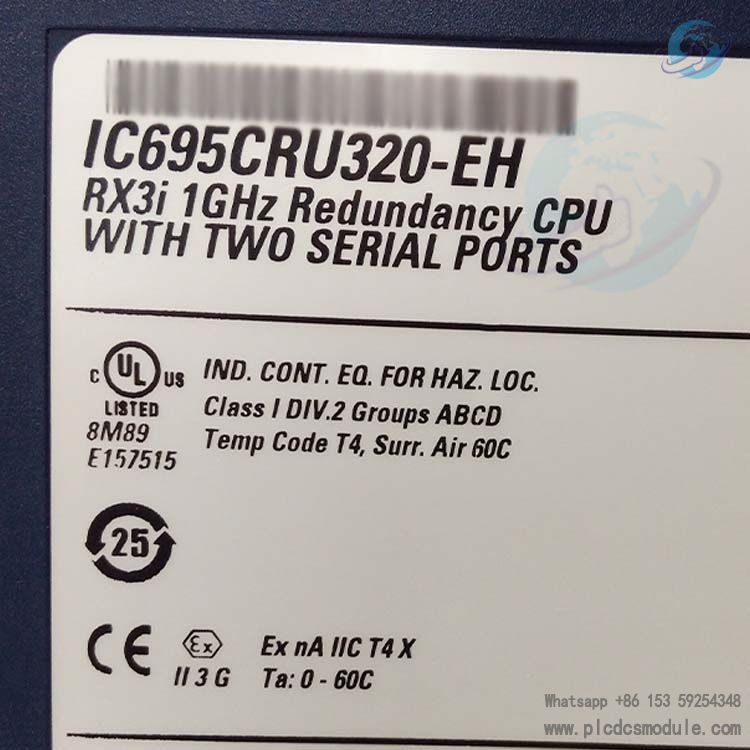 IC695CRU320-EH
RX3i 1GHz Redundancy CPU
WITH TWO SERIAL PORTS
C UL US
LISTED
8M89
E157515
IND. CONT. EQ. FOR HAZ. LOC.
Class I DIV.2 Groups ABCD
Temp Code T4, Surr. Air 60C
25
CE
Ex
II 3 G
Ex nA IIC T4 X
Ta: 0 - 60C
Whatsapp +86 153 59254348
www.plcdcsmodule.com